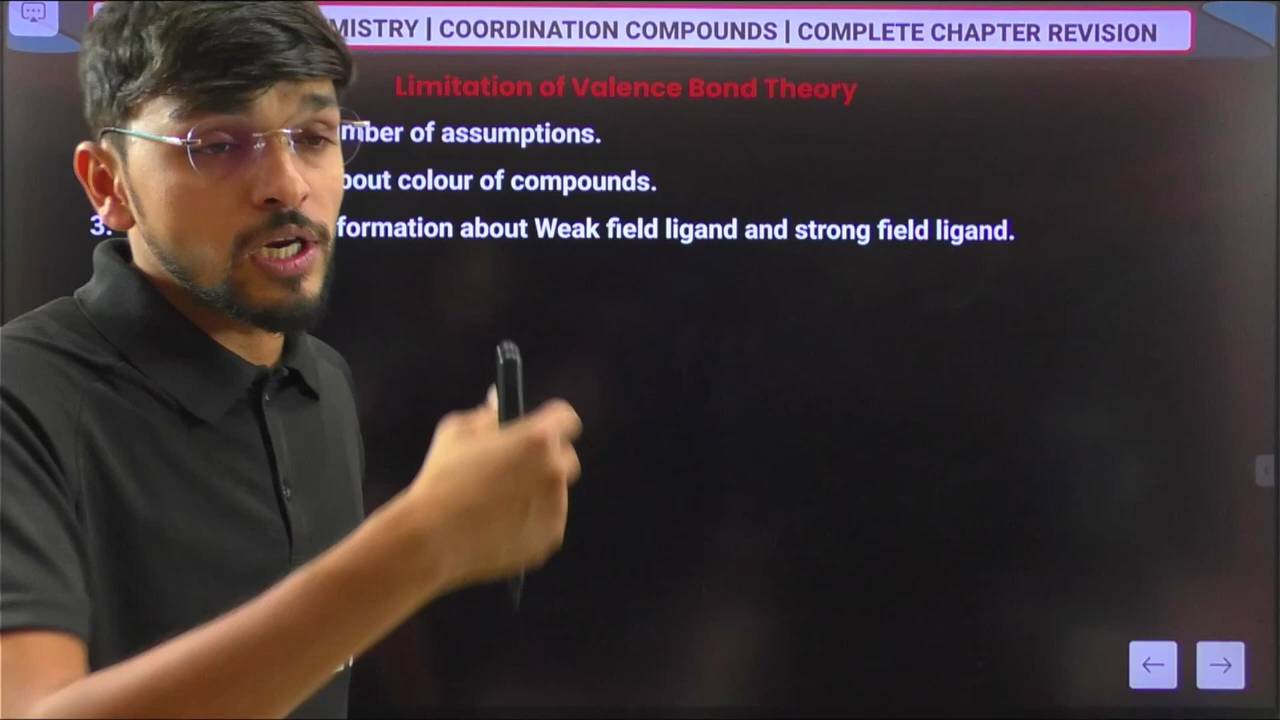 MISTRY | COORDINATION COMPOUNDS | COMPLETE CHAPTER REVISION
Limitation of Valence Bond Theory
mber of assumptions.
bout colour of compounds.
3. formation about Weak field ligand and strong field ligand.